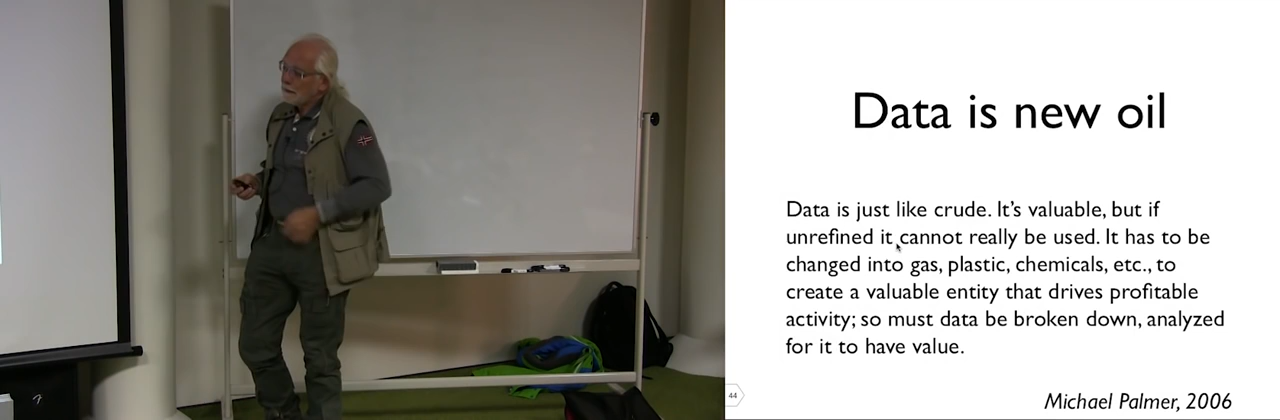 Data is new oil
Data is just like crude. It's valuable, but if
unrefined it cannot really be used. It has to be
changed into gas, plastic, chemicals, etc., to
create a valuable entity that drives profitable
activity; so must data be broken down, analyzed
for it to have value.
Michael Palmer, 2006
44